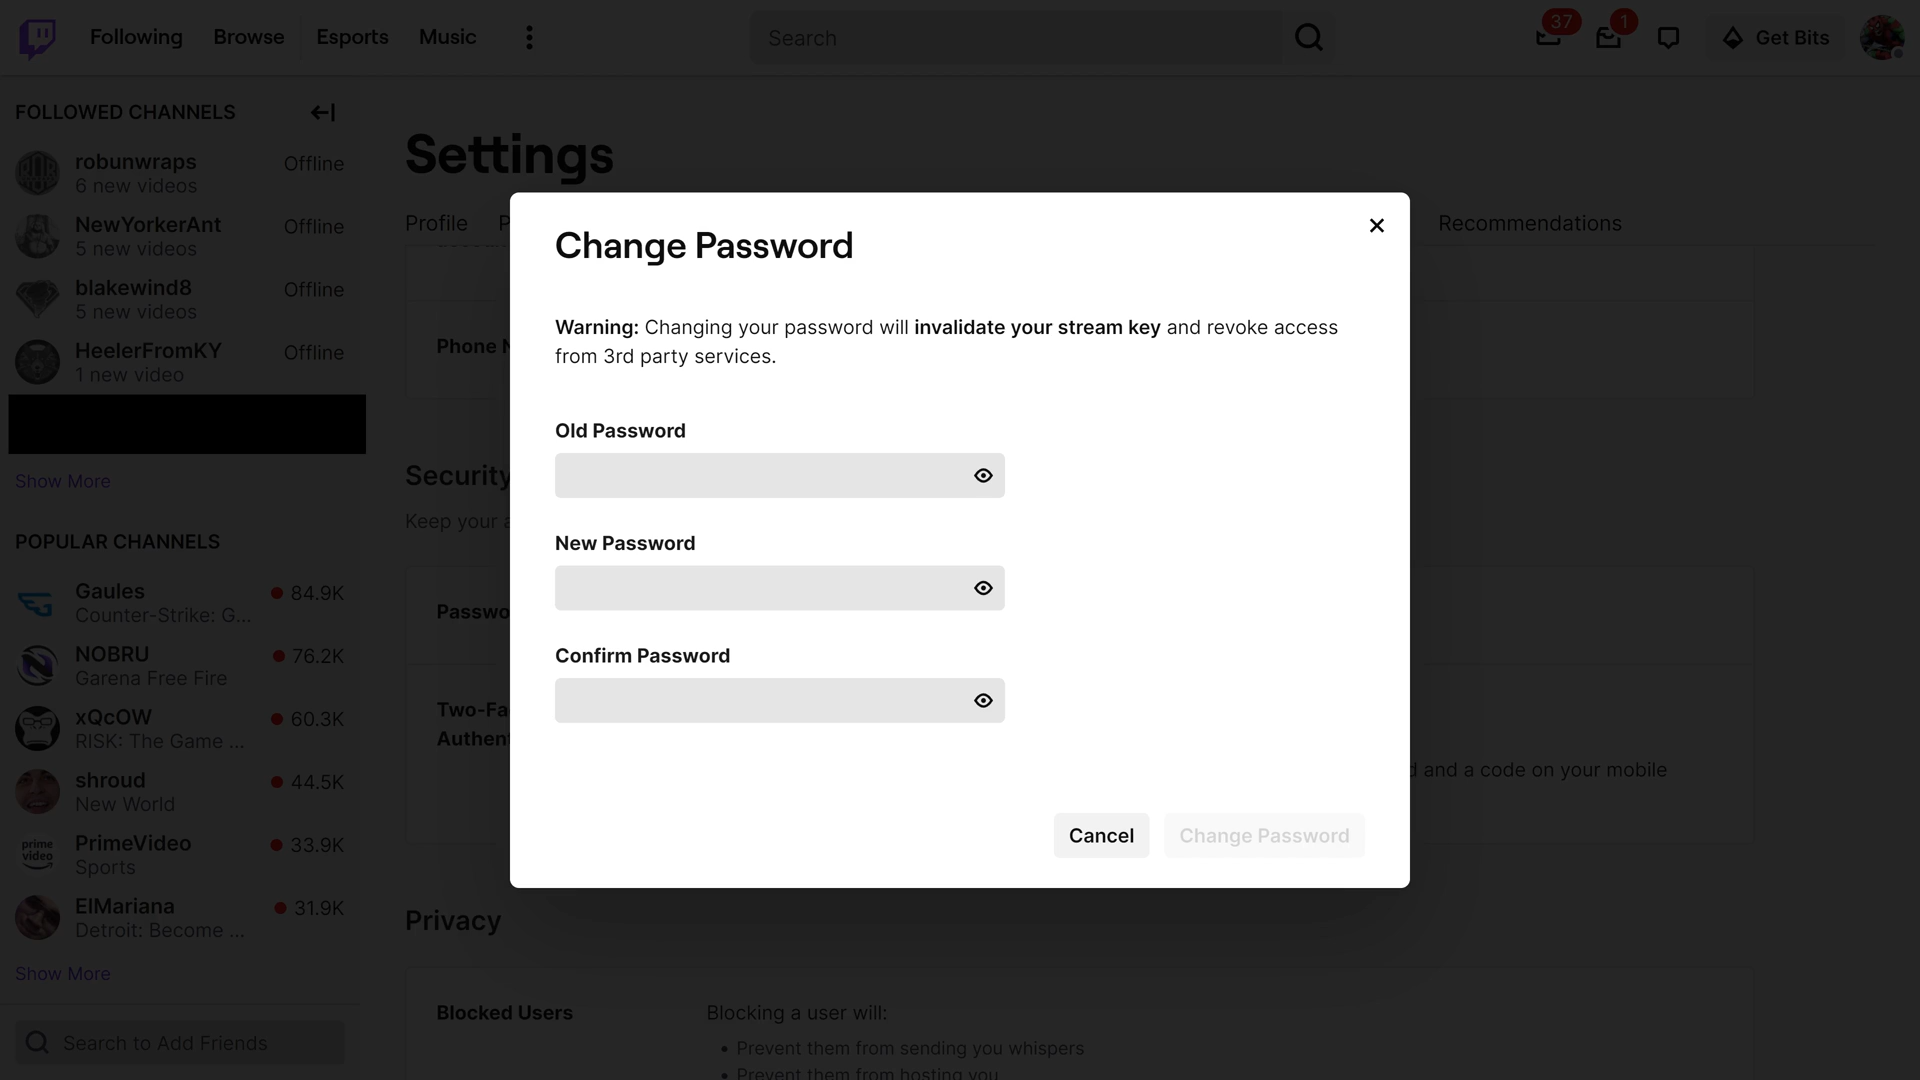 Following
Browse
Esports
Music
Search
37
1
Get Bits
FOLLOWED CHANNELS
robunwraps
Offline
6 new videos
NewYorkerAnt
Offline
5 new videos
blakewind8
Offline
5 new videos
HeelerFromKY
Offline
1 new video
Show More
POPULAR CHANNELS
Gaules
84.9K
Counter-Strike: G...
NOBRU
76.2K
Garena Free Fire
xQcOW
60.3K
RISK: The Game ...
shroud
44.5K
New World
prime video
PrimeVideo
33.9K
Sports
ElMariana
31.9K
Detroit: Become ...
Show More
Search to Add Friends
Settings
Profile
P
Recommendations
Phone N
Security
Keep your a
Passwo
Two-Fa
Authent
d and a code on your mobile
Change Password
Warning: Changing your password will invalidate your stream key and revoke access
from 3rd party services.
Old Password
New Password
Confirm Password
Cancel
Change Password
Privacy
Blocked Users
Blocking a user will:
• Prevent them from sending you whispers
• Prevent them from hosting you